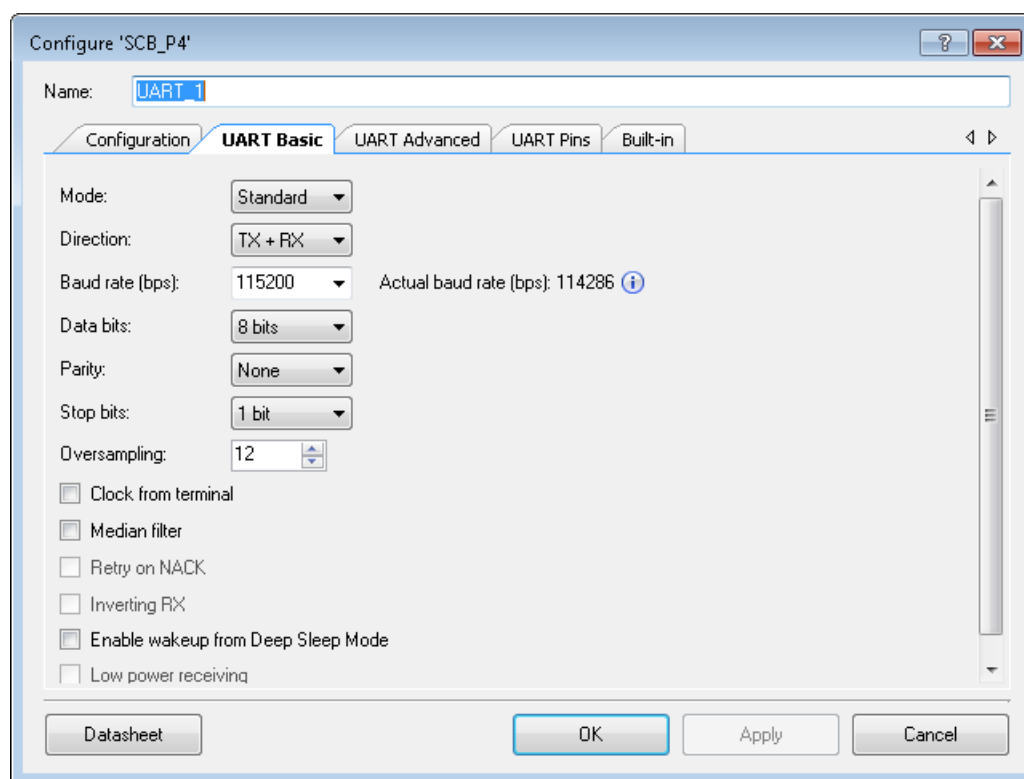 Configure 'SCB_P4'
Name: UART_1
Configuration UART Basic UART Advanced UART Pins Built-in
Mode: Standard
Direction: TX + RX
Baud rate (bps): 115200 Actual baud rate (bps): 114286
Data bits: 8 bits
Parity: None
Stop bits: 1 bit
Oversampling: 12
Clock from terminal
Median filter
Retry on NACK
Inverting RX
Enable wakeup from Deep Sleep Mode
Low power receiving
Datasheet OK Apply Cancel